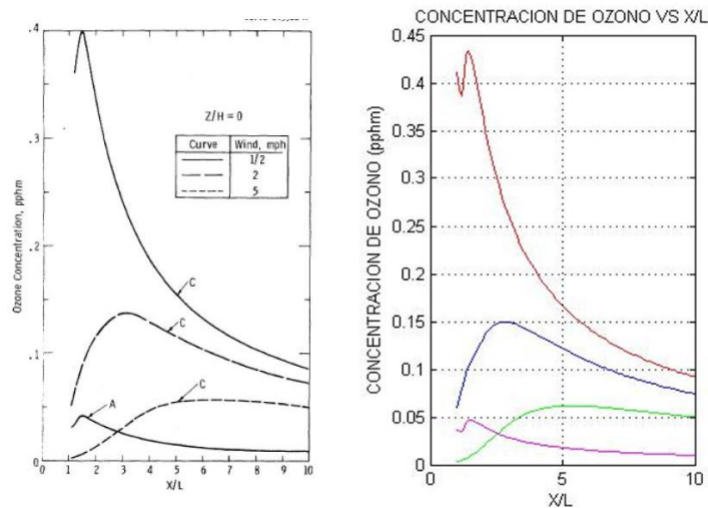 .4
.3
.2
.1
0
Ozone Concentration, pphm
Z/H = 0
Curve Wind, mph
1/2
2
5
C
C
A
C
0 1 2 3 4 5 6 7 8 9 10
X/L
CONCENTRACION DE OZONO VS X/L
0.45
0.4
0.35
0.3
0.25
0.2
0.15
0.1
0.05
0
CONCENTRACION DE OZONO (pphm)
0 5 10
X/L